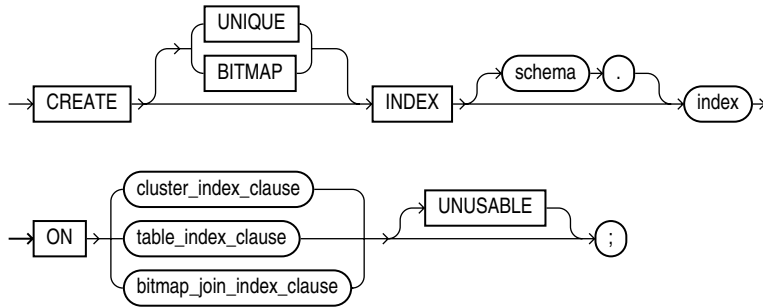 UNIQUE
BITMAP
CREATE INDEX schema . index
ON cluster_index_clause
table_index_clause
bitmap_join_index_clause
UNUSABLE
;